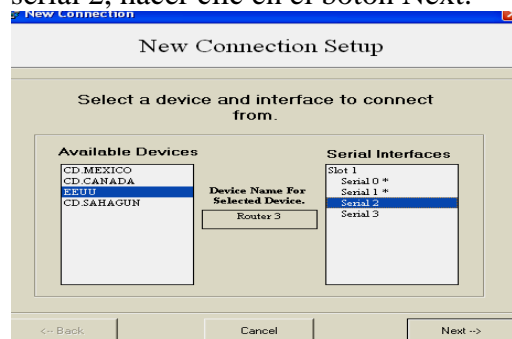 serial 2, hacer clic en el botón Next.
New Connection
New Connection Setup
Select a device and interface to connect
from.
Available Devices
CD.MEXICO
CD.CANADA
EEUU
CD.SAHAGUN
Device Name For
Selected Device.
Router 3
Serial Interfaces
Slot 1
Serial 0 *
Serial 1 *
Serial 2
Serial 3
<-- Back
Cancel
Next -->